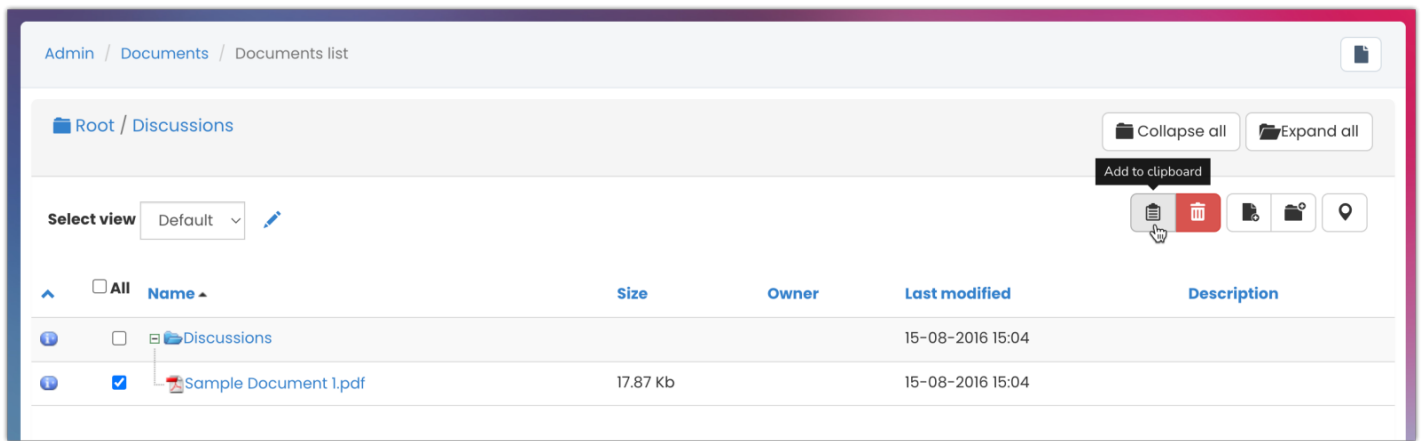 Admin / Documents / Documents list
Root / Discussions
Collapse all
Expand all
Add to clipboard
Select view Default
All Name Size Owner Last modified Description
Discussions 15-08-2016 15:04
Sample Document 1.pdf 17.87 Kb 15-08-2016 15:04